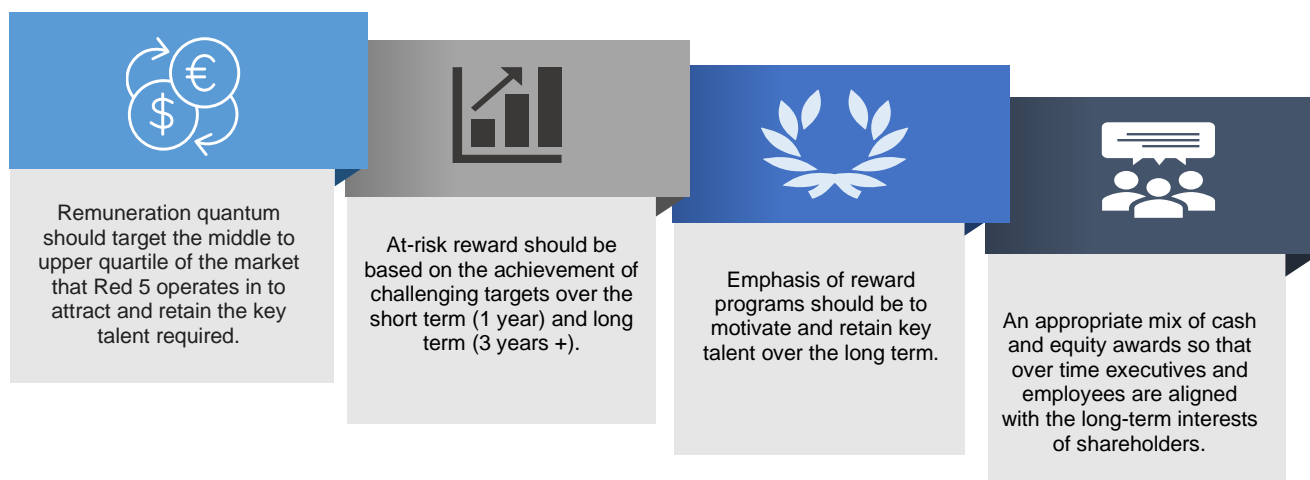 Remuneration quantum
should target the middle to
upper quartile of the market
that Red 5 operates in to
attract and retain the key
talent required.
At-risk reward should be
based on the achievement of
challenging targets over the
short term (1 year) and long
term (3 years +).
Emphasis of reward
programs should be to
motivate and retain key
talent over the long term.
An appropriate mix of cash
and equity awards so that
over time executives and
employees are aligned
with the long-term interests
of shareholders.